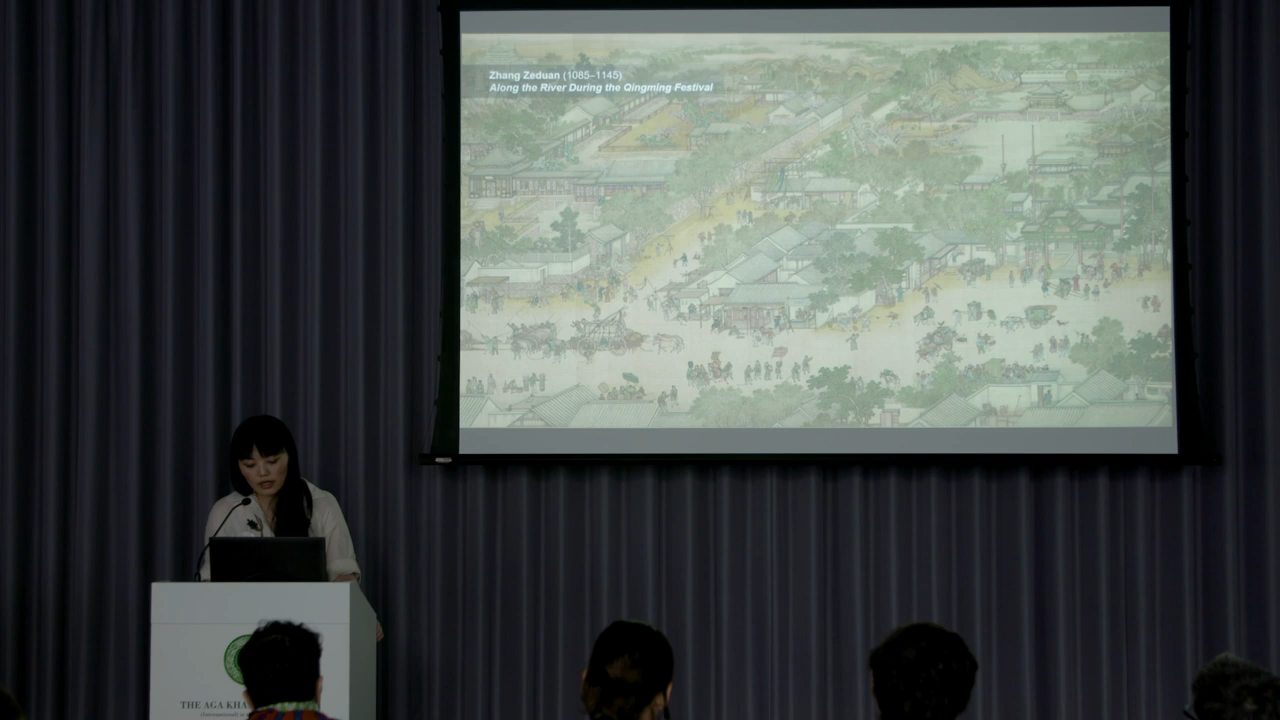 Zhang Zeduan (1085–1145)
Along the River During the Qingming Festival
THE AGA KHA